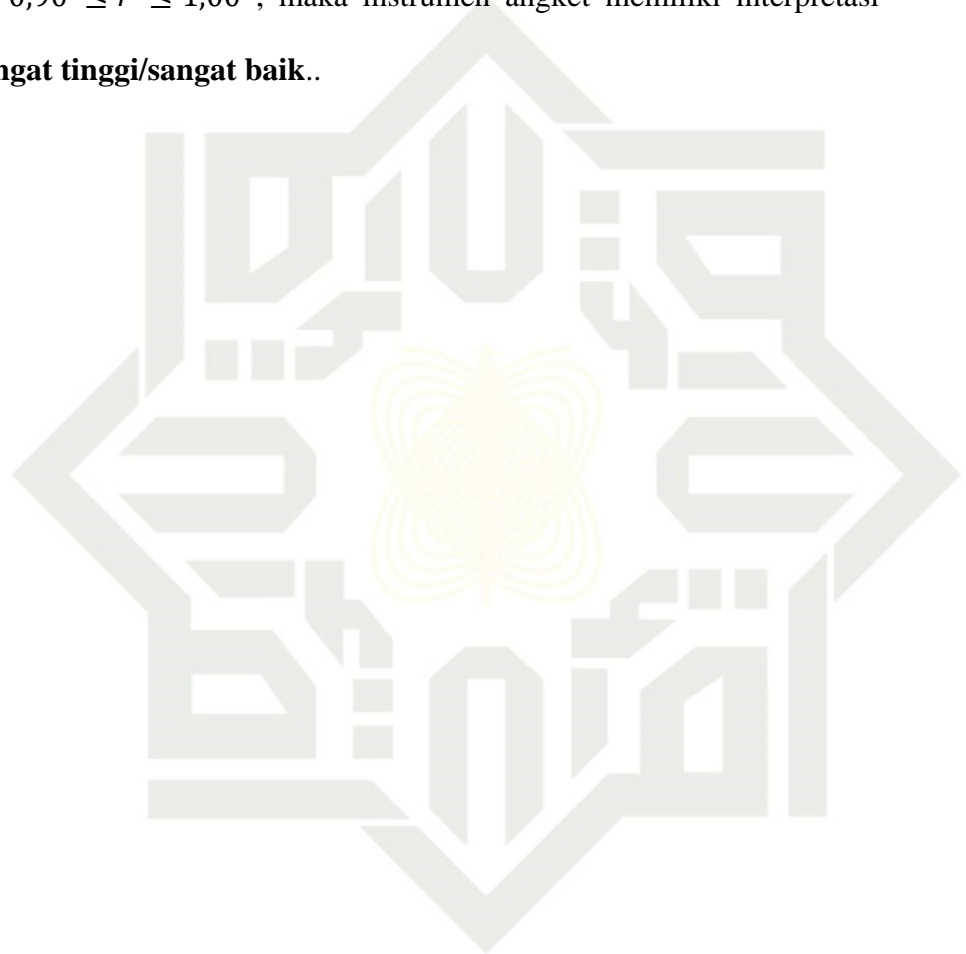 0,90 ≤ r ≤ 1,00 , maka instrumen angket memiliki interpretasi
ngat tinggi/sangat baik..